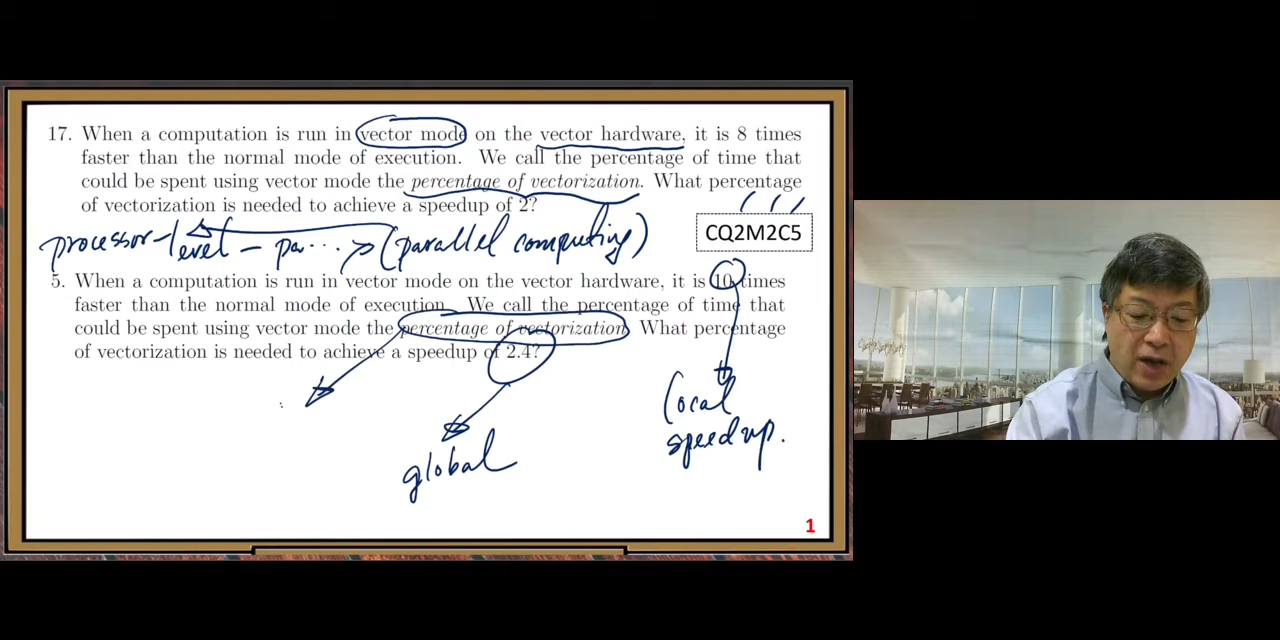 17. When a computation is run in vector mode on the vector hardware, it is 8 times
faster than the normal mode of execution. We call the percentage of time that
could be spent using vector mode the percentage of vectorization. What percentage
of vectorization is needed to achieve a speedup of 2?
processor-level-pa... (parallel computing)
CQ2M2C5
5. When a computation is run in vector mode on the vector hardware, it is 10 times
faster than the normal mode of execution. We call the percentage of time that
could be spent using vector mode the percentage of vectorization. What percentage
of vectorization is needed to achieve a speedup of 2.4?
local
speedup.
global
1